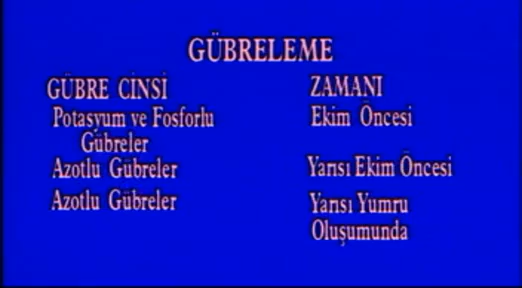 GÜBRELEME
GÜBRE CİNSİ ZAMANI
Potasyum ve Fosforlu Ekim Öncesi
Gübreler
Azotlu Gübreler Yarısı Ekim Öncesi
Azotlu Gübreler Yarısı Yumru
Oluşumunda